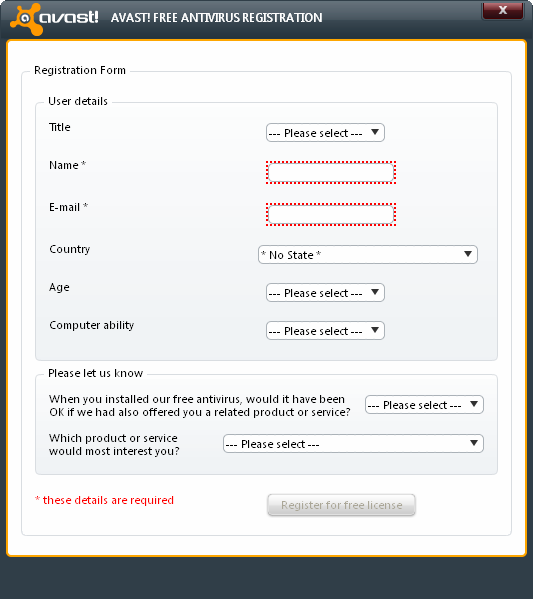 avast! AVAST! FREE ANTIVIRUS REGISTRATION X
Registration Form
User details
Title --- Please select ---
Name *
E-mail *
Country * No State *
Age --- Please select ---
Computer ability --- Please select ---
Please let us know
When you installed our free antivirus, would it have been
OK if we had also offered you a related product or service? --- Please select ---
Which product or service
would most interest you? --- Please select ---
* these details are required Register for free license